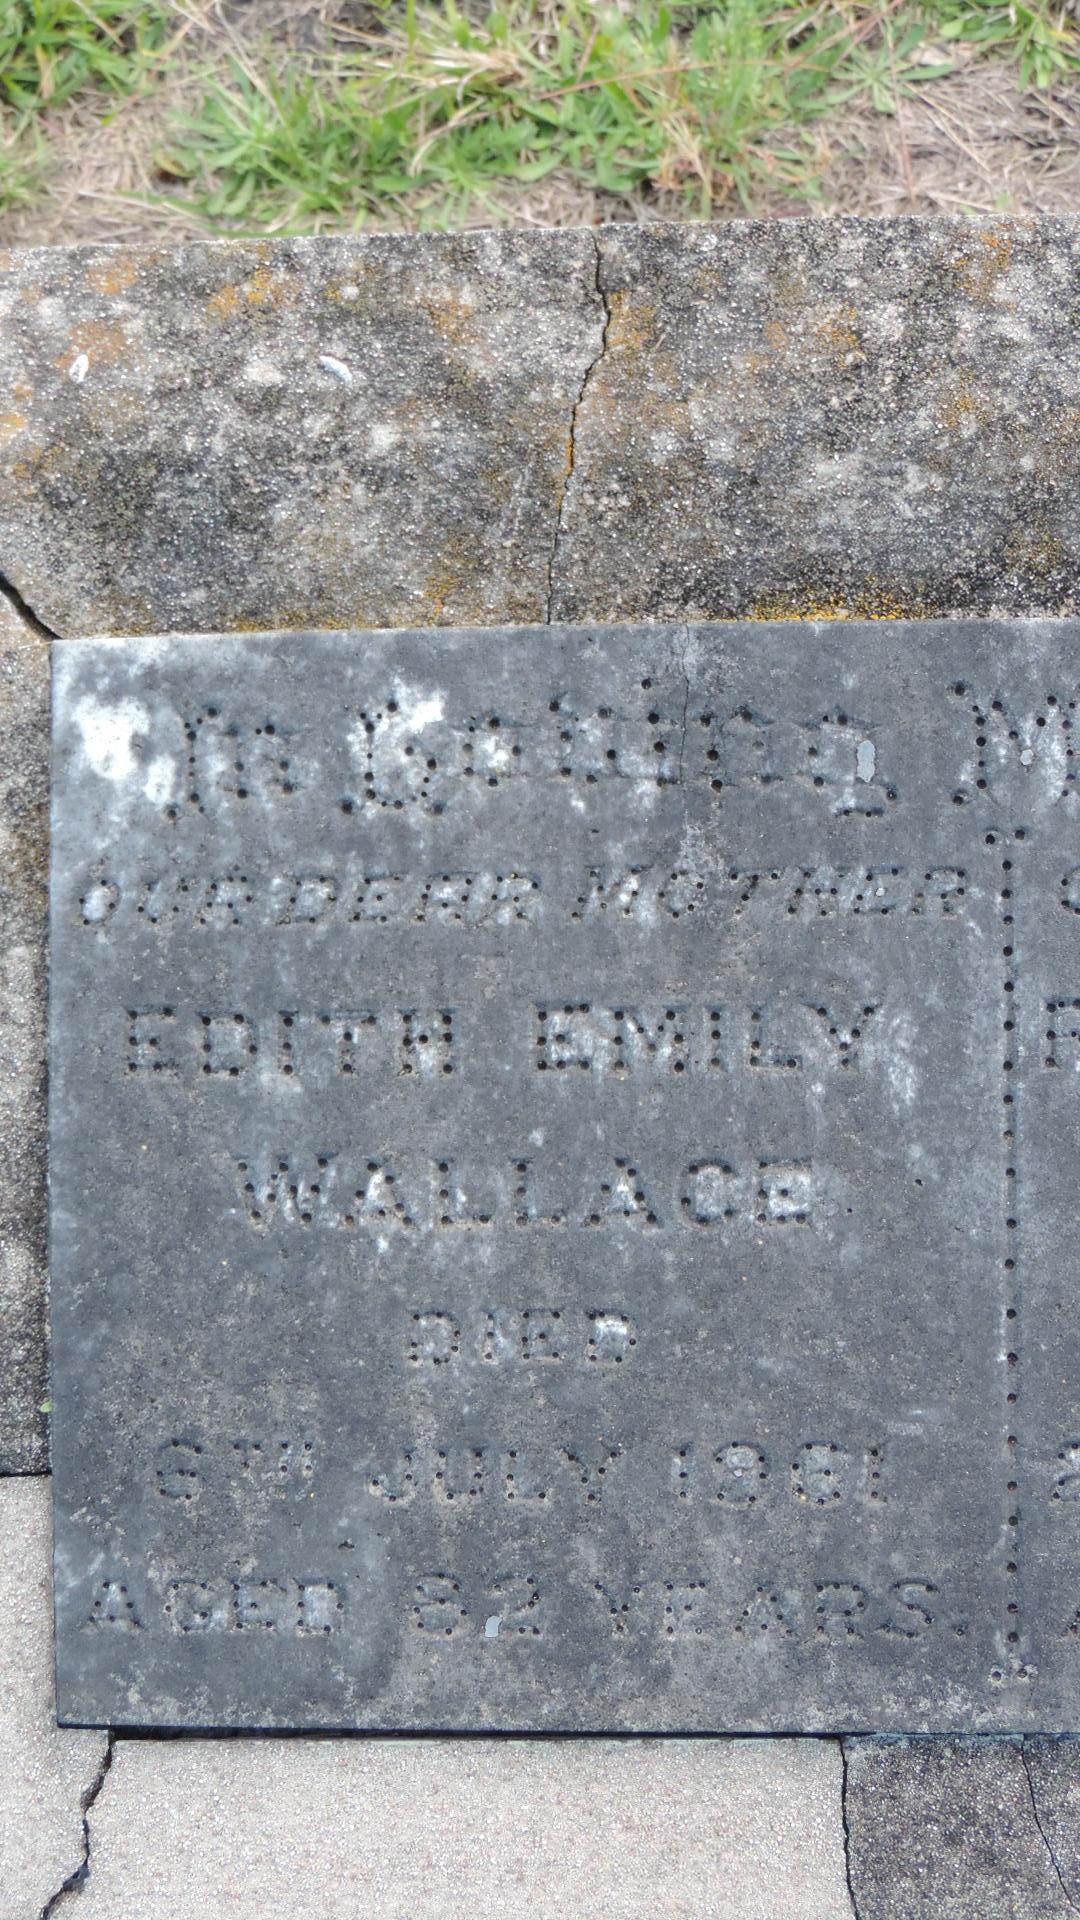 In Loving M
OUR DEAR MOTHER
EDITH EMILY
WALLACE
DIED
6TH JULY 1961
AGED 82 YEARS.